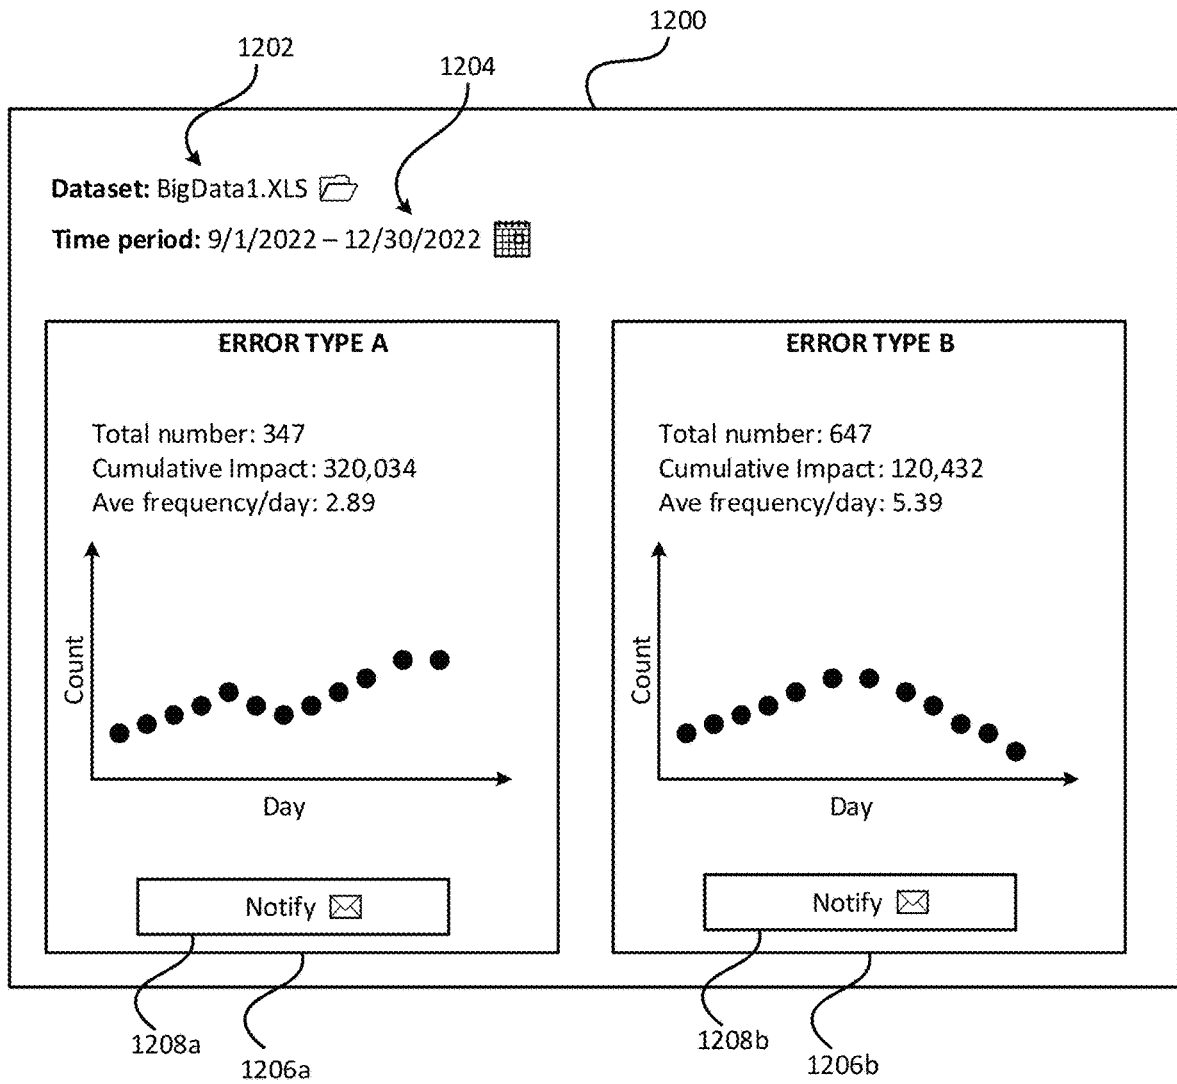 1200
1202
1204
Dataset: BigData1.XLS
Time period: 9/1/2022 – 12/30/2022
ERROR TYPE A
Total number: 347
Cumulative Impact: 320,034
Ave frequency/day: 2.89
Count
Day
Notify
1208a
1206a
ERROR TYPE B
Total number: 647
Cumulative Impact: 120,432
Ave frequency/day: 5.39
Count
Day
Notify
1208b
1206b